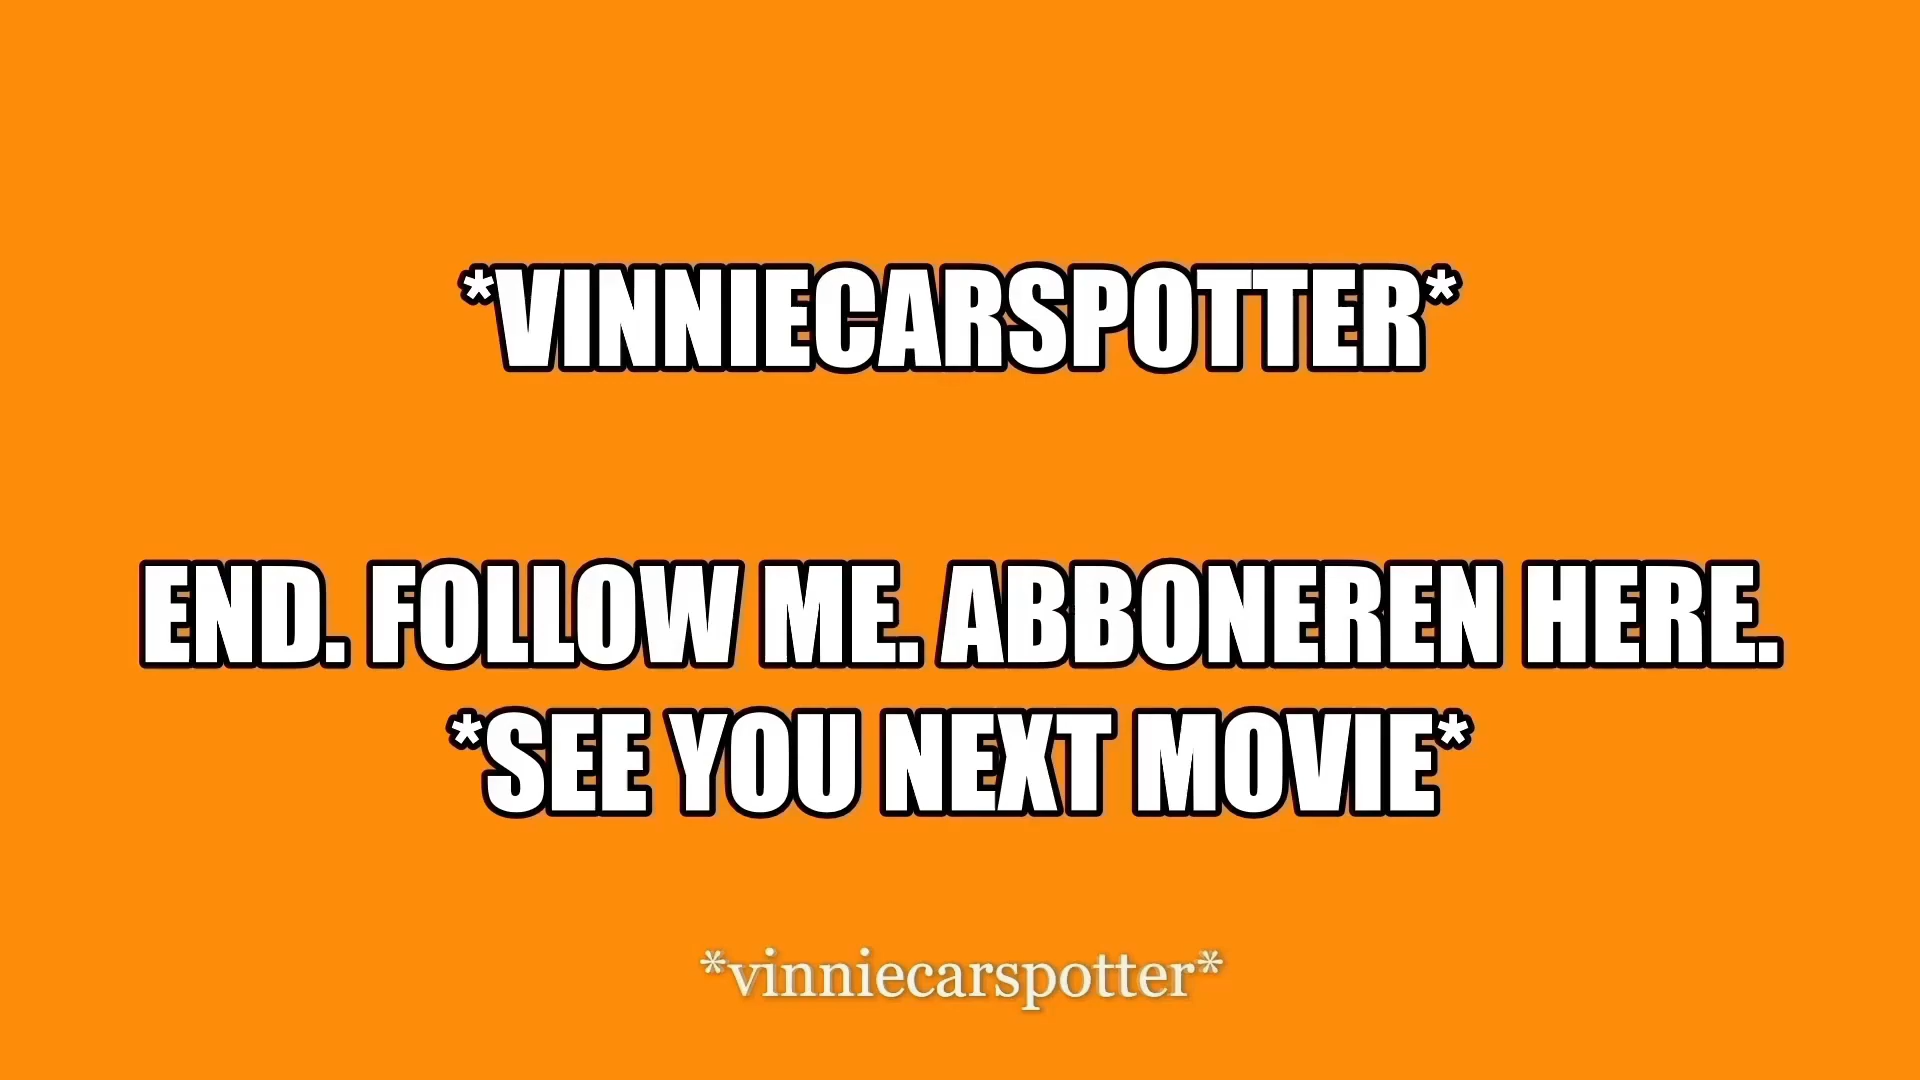 *VINNIECARSPOTTER*
END. FOLLOW ME. ABBONEREN HERE.
*SEE YOU NEXT MOVIE*
*vinniecarspotter*